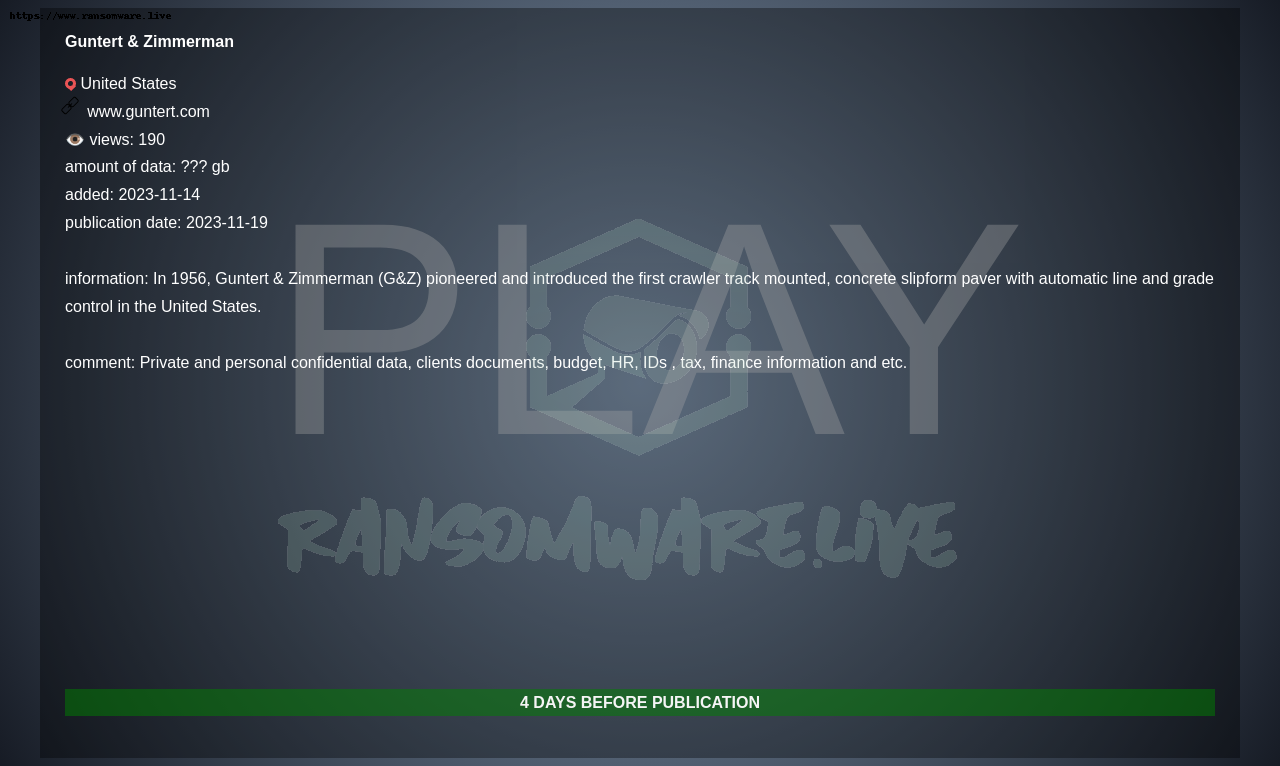 https://www.ransomware.live
Guntert & Zimmerman
United States
www.guntert.com
views: 190
amount of data: ??? gb
added: 2023-11-14
publication date: 2023-11-19
information: In 1956, Guntert & Zimmerman (G&Z) pioneered and introduced the first crawler track mounted, concrete slipform paver with automatic line and grade
control in the United States.
comment: Private and personal confidential data, clients documents, budget, HR, IDs , tax, finance information and etc.
PLAY
RANSOMWARE.LIVE
4 DAYS BEFORE PUBLICATION